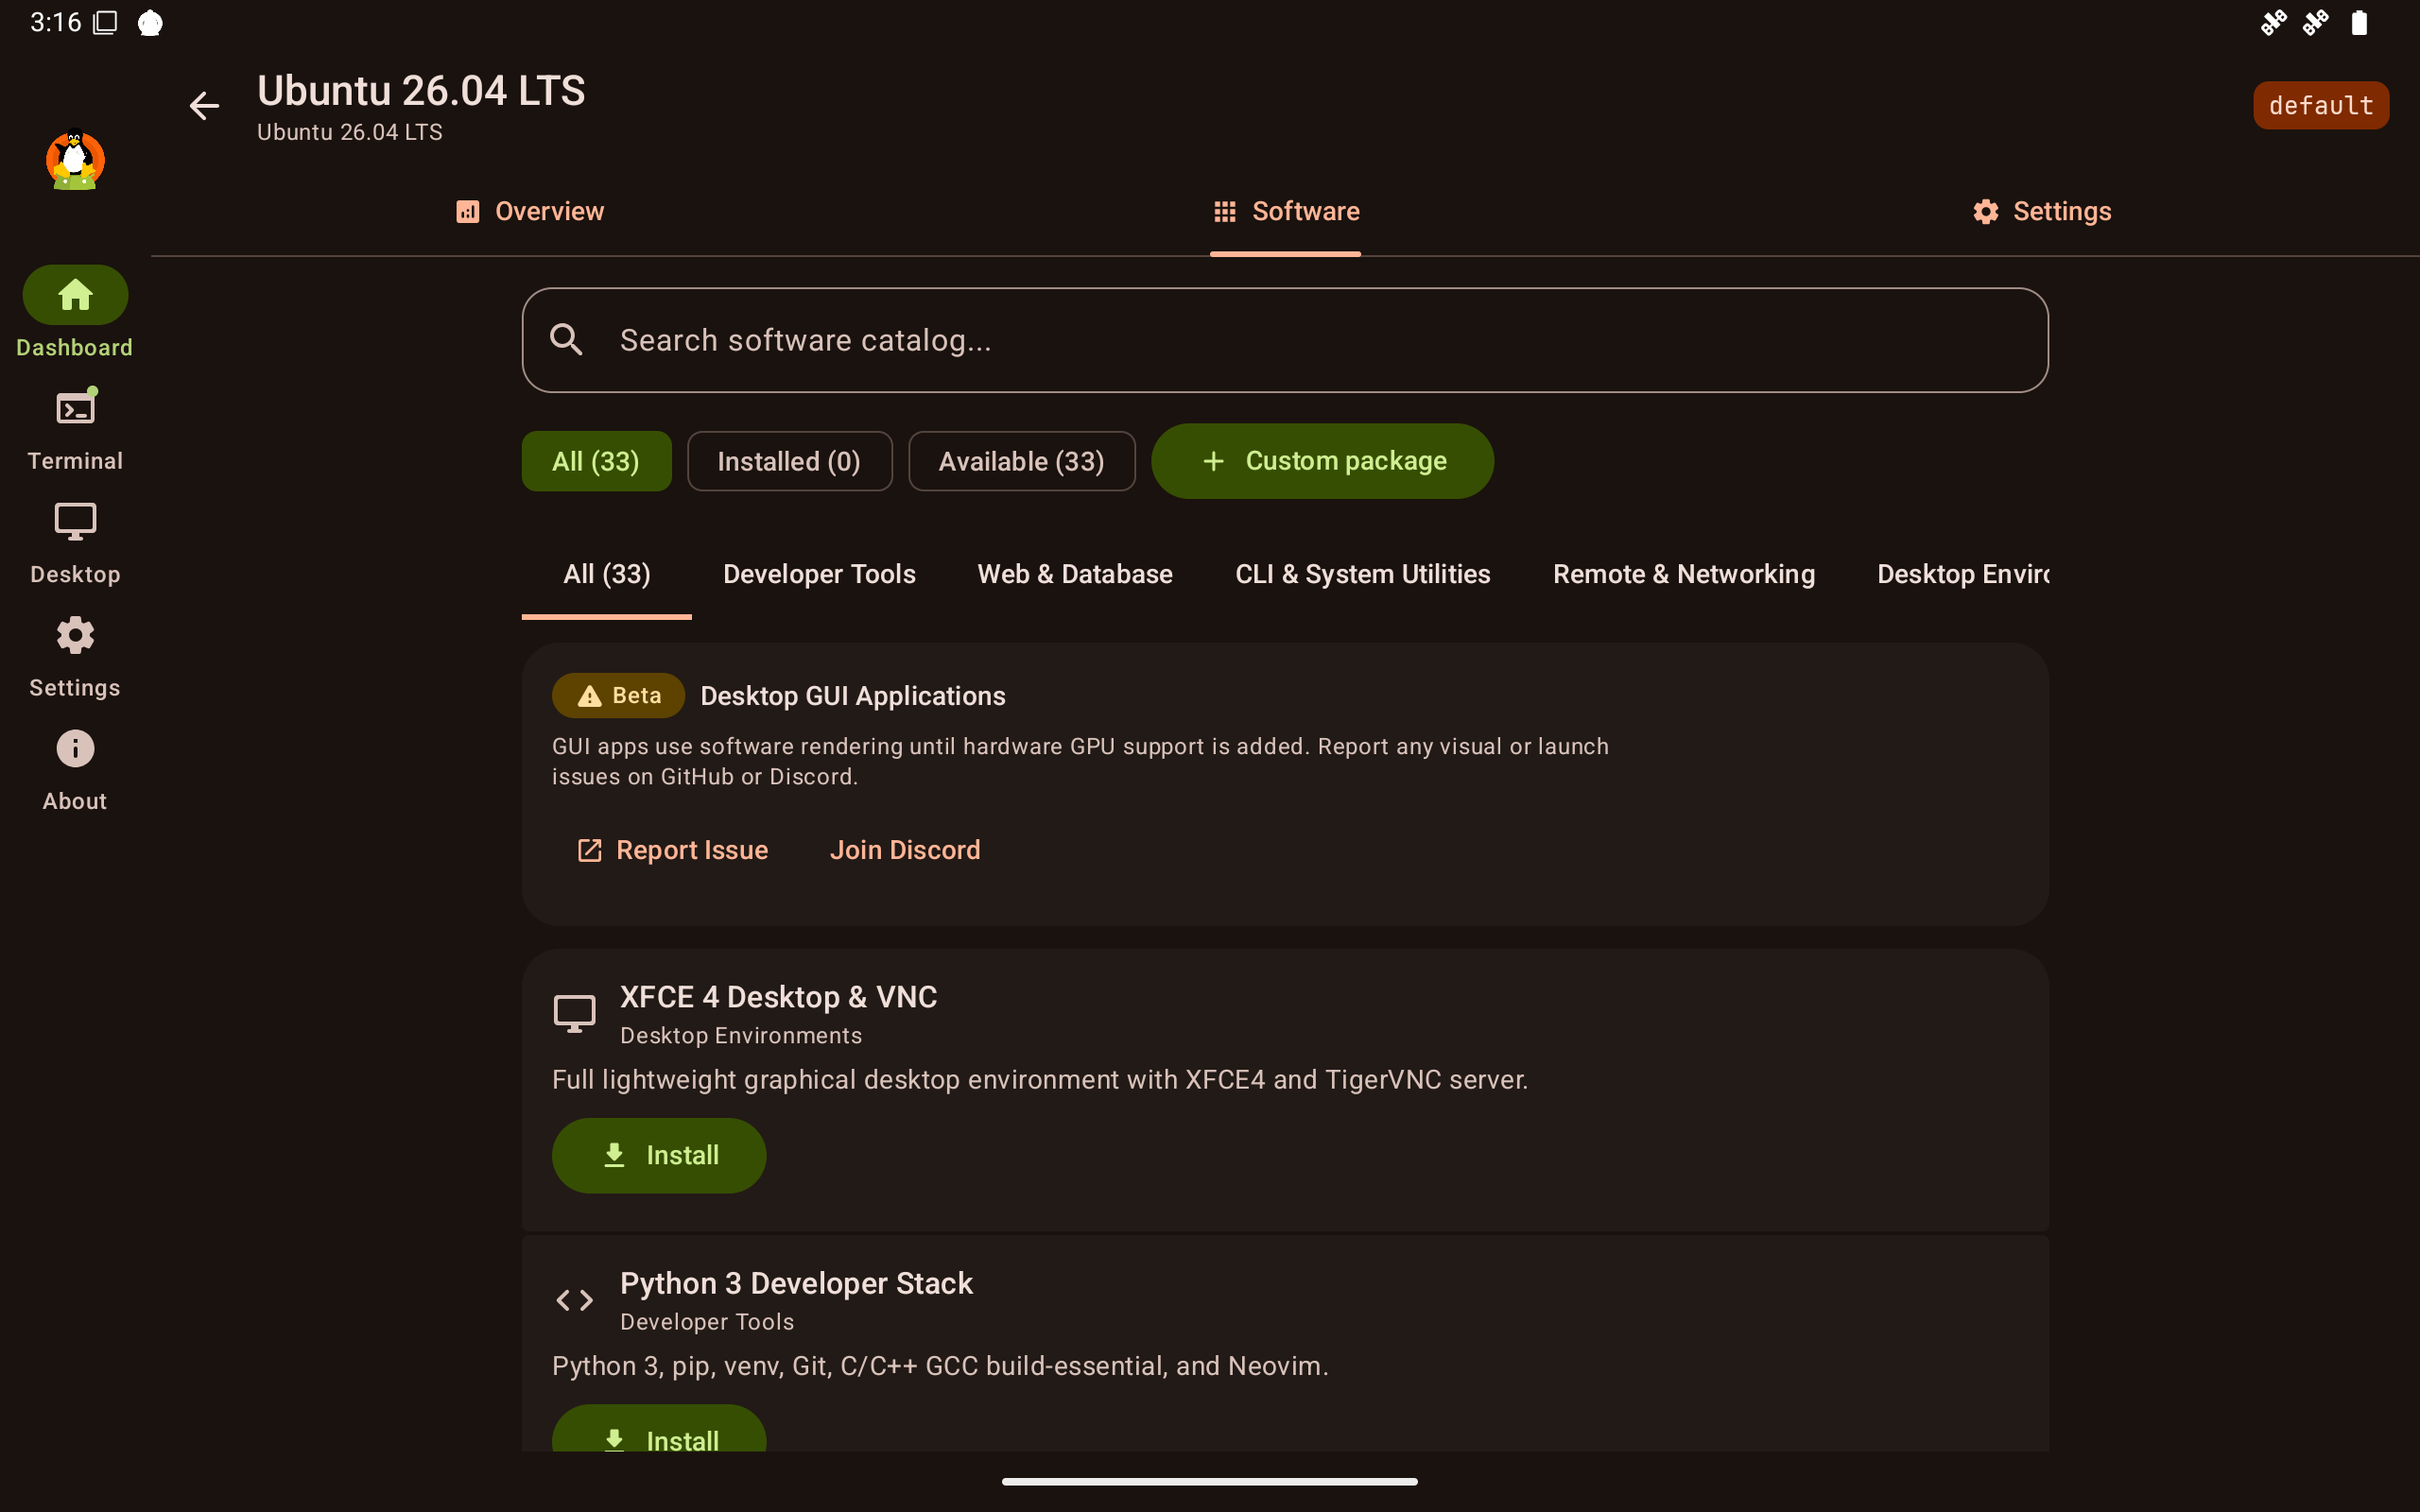 3:16
Ubuntu 26.04 LTS
Ubuntu 26.04 LTS
default
Overview
Software
Settings
Dashboard
Terminal
Desktop
Settings
About
Search software catalog...
All (33)
Installed (0)
Available (33)
Custom package
All (33)
Developer Tools
Web & Database
CLI & System Utilities
Remote & Networking
Desktop Enviro
Beta
Desktop GUI Applications
GUI apps use software rendering until hardware GPU support is added. Report any visual or launch
issues on GitHub or Discord.
Report Issue
Join Discord
XFCE 4 Desktop & VNC
Desktop Environments
Full lightweight graphical desktop environment with XFCE4 and TigerVNC server.
Install
Python 3 Developer Stack
Developer Tools
Python 3, pip, venv, Git, C/C++ GCC build-essential, and Neovim.
Install